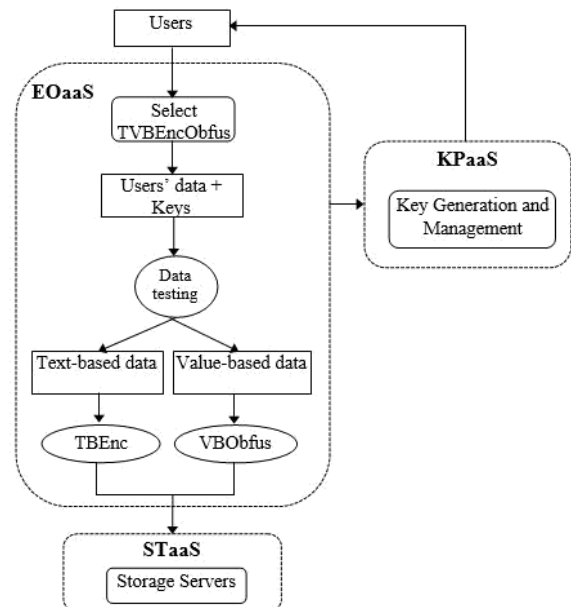 Users
EOaaS
Select
TVBEncObfus
Users’ data +
Keys
Data
testing
Text-based data
Value-based data
TBEnc
VBObfus
KPaaS
Key Generation and
Management
STaaS
Storage Servers